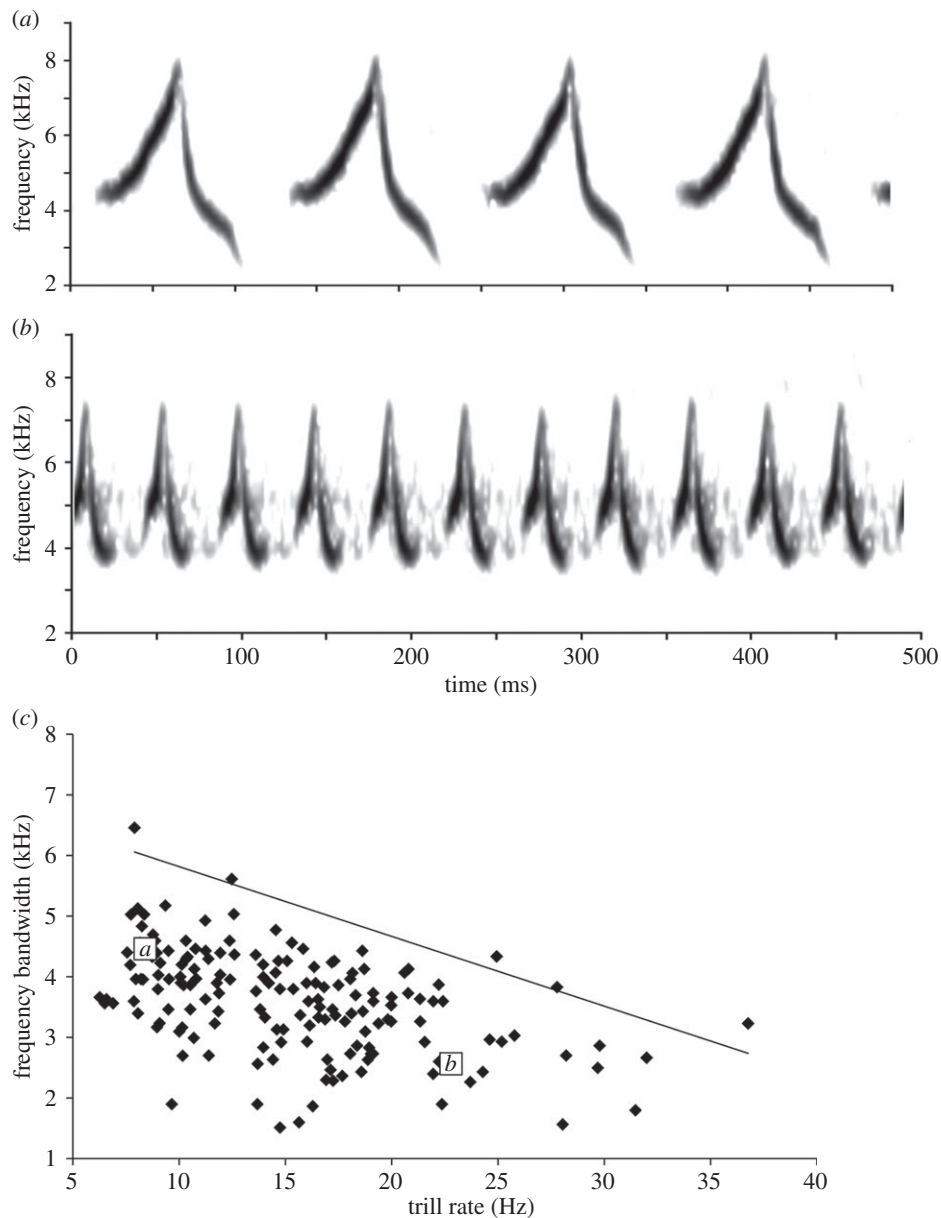 (a)
8
6
4
2
frequency (kHz)
(b)
8
6
4
2
frequency (kHz)
0 100 200 300 400 500
time (ms)
(c)
8
7
6
5
4
3
2
1
frequency bandwidth (kHz)
a
b
5 10 15 20 25 30 35 40
trill rate (Hz)